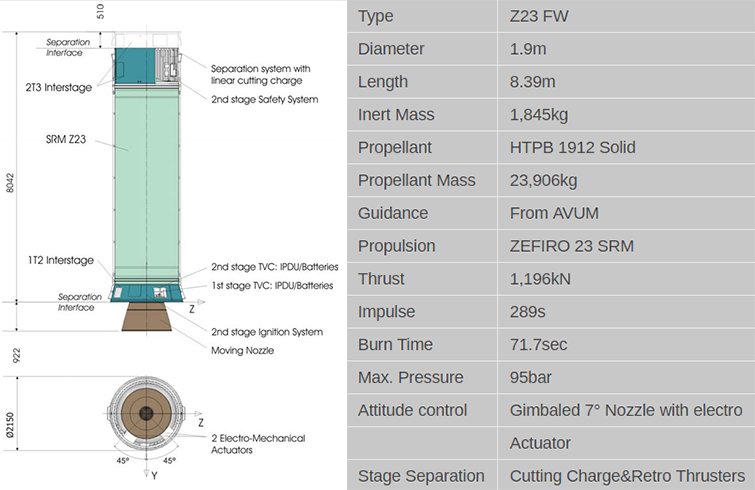 510
Separation
Interface
2T3 Interstage
Separation system with
linear cutting charge
2nd stage Safety System
SRM Z23
8042
1T2 Interstage
2nd stage TVC: IPDU/Batteries
1st stage TVC: IPDU/Batteries
Separation
Interface
Z
2nd stage Ignition System
Moving Nozzle
922
Ø2150
Z
2 Electro-Mechanical
Actuators
45° 45°
Y
Type Z23 FW
Diameter 1.9m
Length 8.39m
Inert Mass 1,845kg
Propellant HTPB 1912 Solid
Propellant Mass 23,906kg
Guidance From AVUM
Propulsion ZEFIRO 23 SRM
Thrust 1,196kN
Impulse 289s
Burn Time 71.7sec
Max. Pressure 95bar
Attitude control Gimbaled 7° Nozzle with electro
Actuator
Stage Separation Cutting Charge&Retro Thrusters